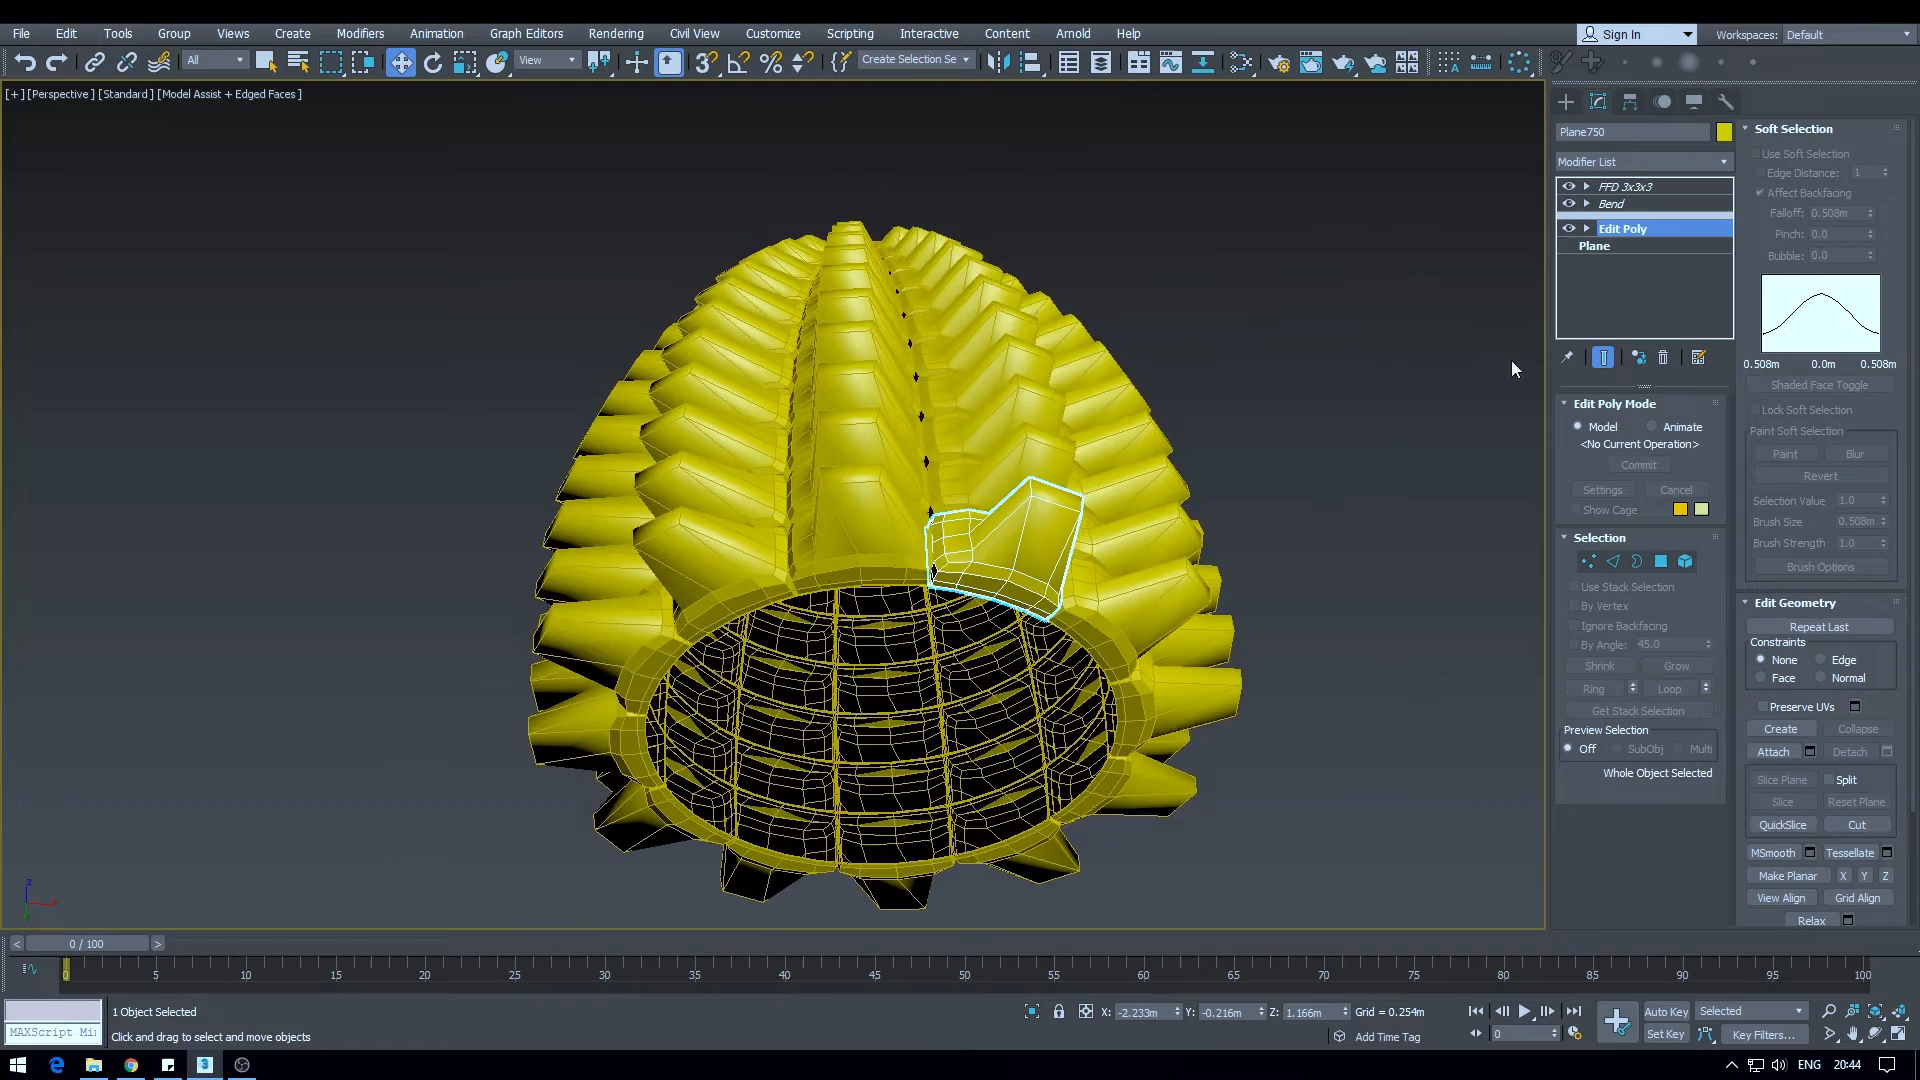 File Edit Tools Group Views Create Modifiers Animation Graph Editors Rendering Civil View Customize Scripting Interactive Content Arnold Help
Sign In
Workspaces: Default
All
View
Create Selection Se
[+] [Perspective] [Standard] [Model Assist + Edged Faces]
Plane750
Modifier List
FFD 3x3x3
Bend
Edit Poly
Plane
Edit Poly Mode
Model Animate
<No Current Operation>
Commit
Settings Cancel
Show Cage
Selection
Use Stack Selection
By Vertex
Ignore Backfacing
By Angle: 45.0
Shrink Grow
Ring Loop
Get Stack Selection
Preview Selection
Off SubObj Multi
Whole Object Selected
Soft Selection
Use Soft Selection
Edge Distance: 1
Affect Backfacing
Falloff: 0.508m
Pinch: 0.0
Bubble: 0.0
0.508m 0.0m 0.508m
Shaded Face Toggle
Lock Soft Selection
Paint Soft Selection
Paint Blur
Revert
Selection Value 1.0
Brush Size 0.508m
Brush Strength 1.0
Brush Options
Edit Geometry
Repeat Last
Constraints
None Edge
Face Normal
Preserve UVs
Create Collapse
Attach Detach
Slice Plane Split
Slice Reset Plane
QuickSlice Cut
MSmooth Tessellate
Make Planar X Y Z
View Align Grid Align
Relax
z
x
y
< 0 / 100 >
0 5 10 15 20 25 30 35 40 45 50 55 60 65 70 75 80 85 90 95 100
1 Object Selected
X: -2.233m Y: -0.216m Z: 1.166m Grid = 0.254m
Auto Key Selected
MAXScript Mi
Click and drag to select and move objects
Add Time Tag
0
Set Key Key Filters...
ENG 20:44